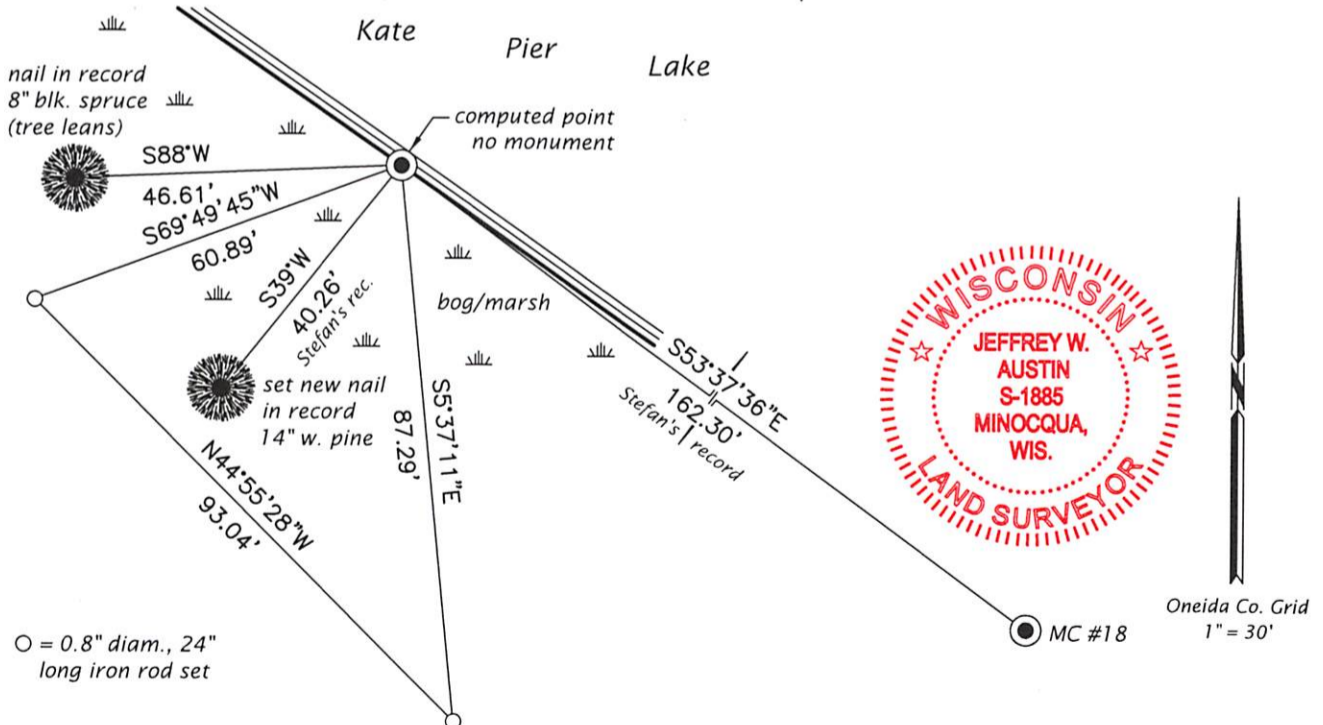 Kate Pier Lake
nail in record
8" blk. spruce
(tree leans)
computed point
no monument
S88°W
46.61'
S69°49'45"W
60.89'
S39°W
40.26'
Stefan's rec.
bog/marsh
set new nail
in record
14" w. pine
S5°37'11"E
87.29'
S53°37'36"E
162.30'
Stefan's record
N44°55'28"W
93.04'
MC #18
WISCONSIN
JEFFREY W.
AUSTIN
S-1885
MINOCQUA,
WIS.
LAND SURVEYOR
N
Oneida Co. Grid
1" = 30'
O = 0.8" diam., 24"
long iron rod set